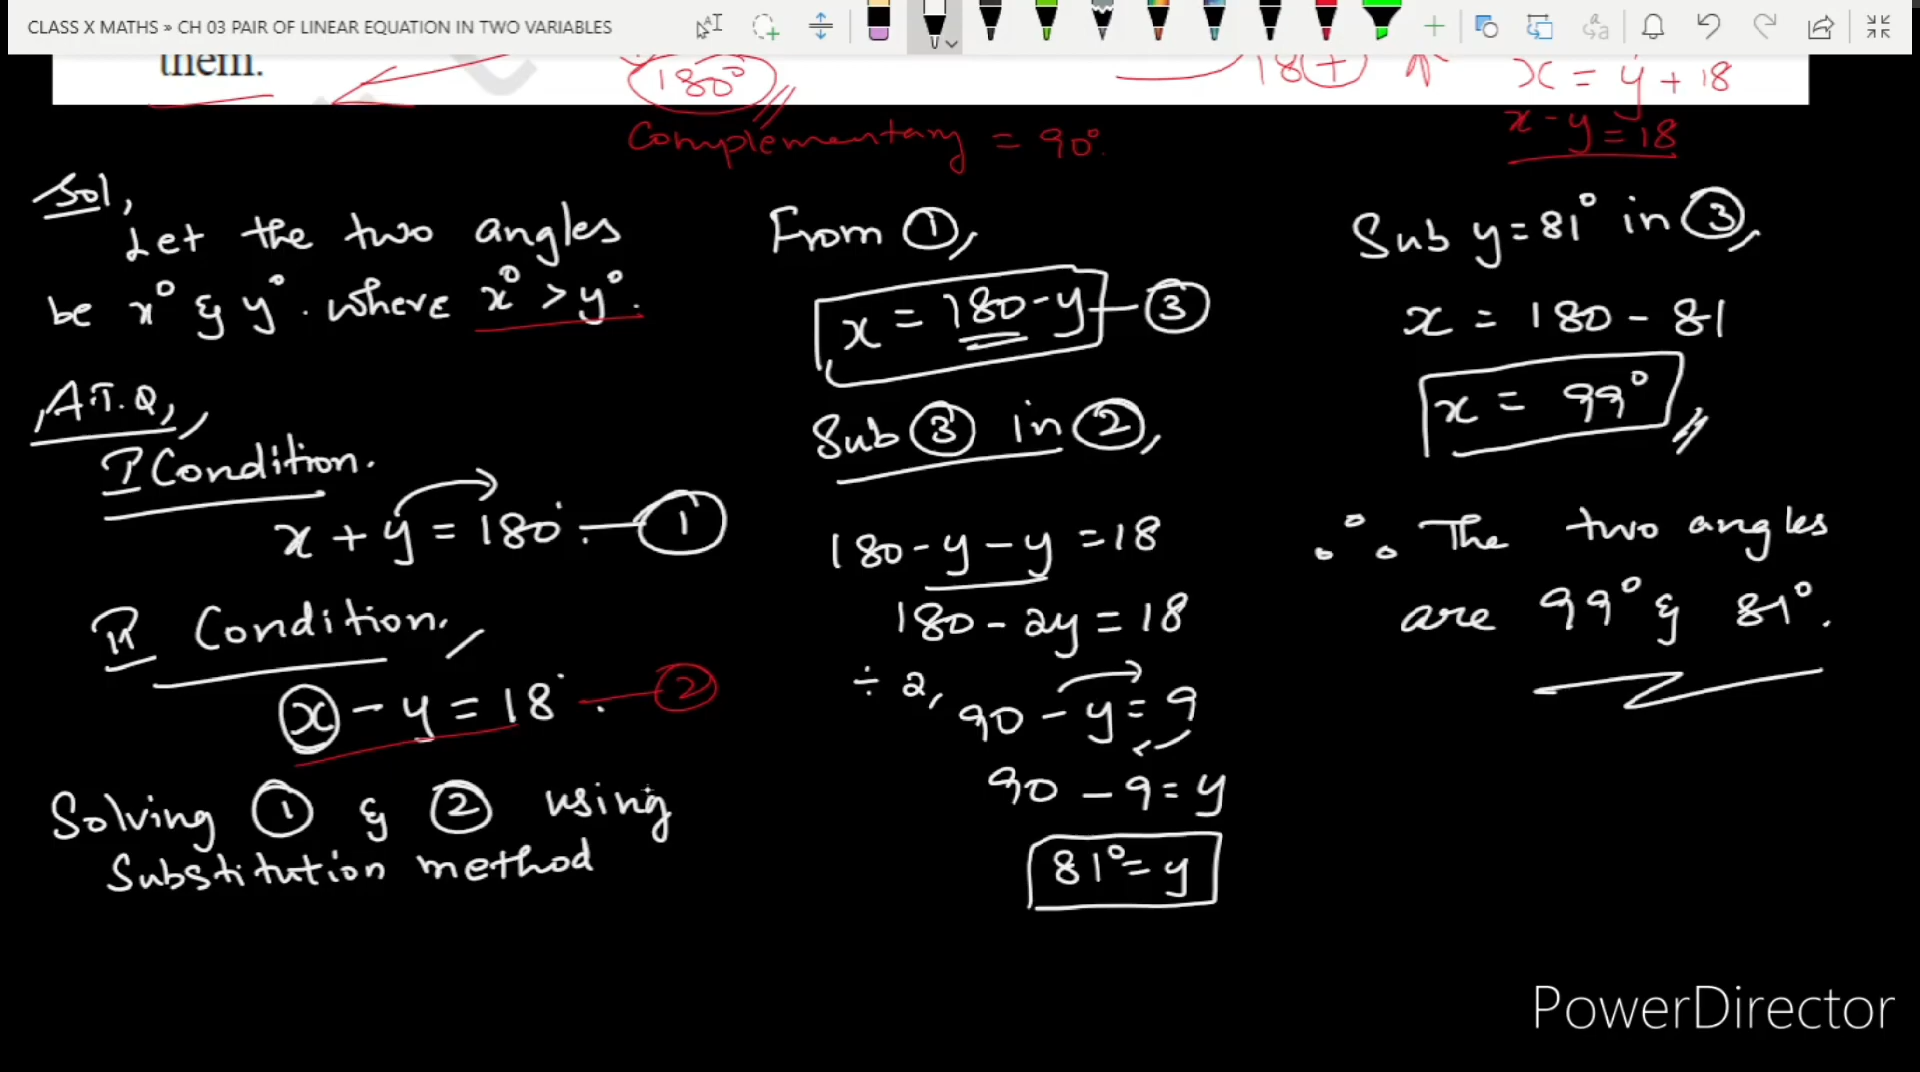 CLASS X MATHS » CH 03 PAIR OF LINEAR EQUATION IN TWO VARIABLES
them.
180°
18(+)
x = y + 18
x - y = 18
Complementary = 90°.
Sol,
Let the two angles
be x° & y°. where x° > y°.
A.T.Q,
I Condition.
x + y = 180° — ①
II Condition,
x - y = 18° — ②
Solving ① & ② using
Substitution method
From ①,
x = 180 - y — ③
Sub ③ in ②,
180 - y - y = 18
180 - 2y = 18
÷ 2,
90 - y = 9
90 - 9 = y
81° = y
Sub y = 81° in ③,
x = 180 - 81
x = 99°
∴ The two angles
are 99° & 81°.
PowerDirector